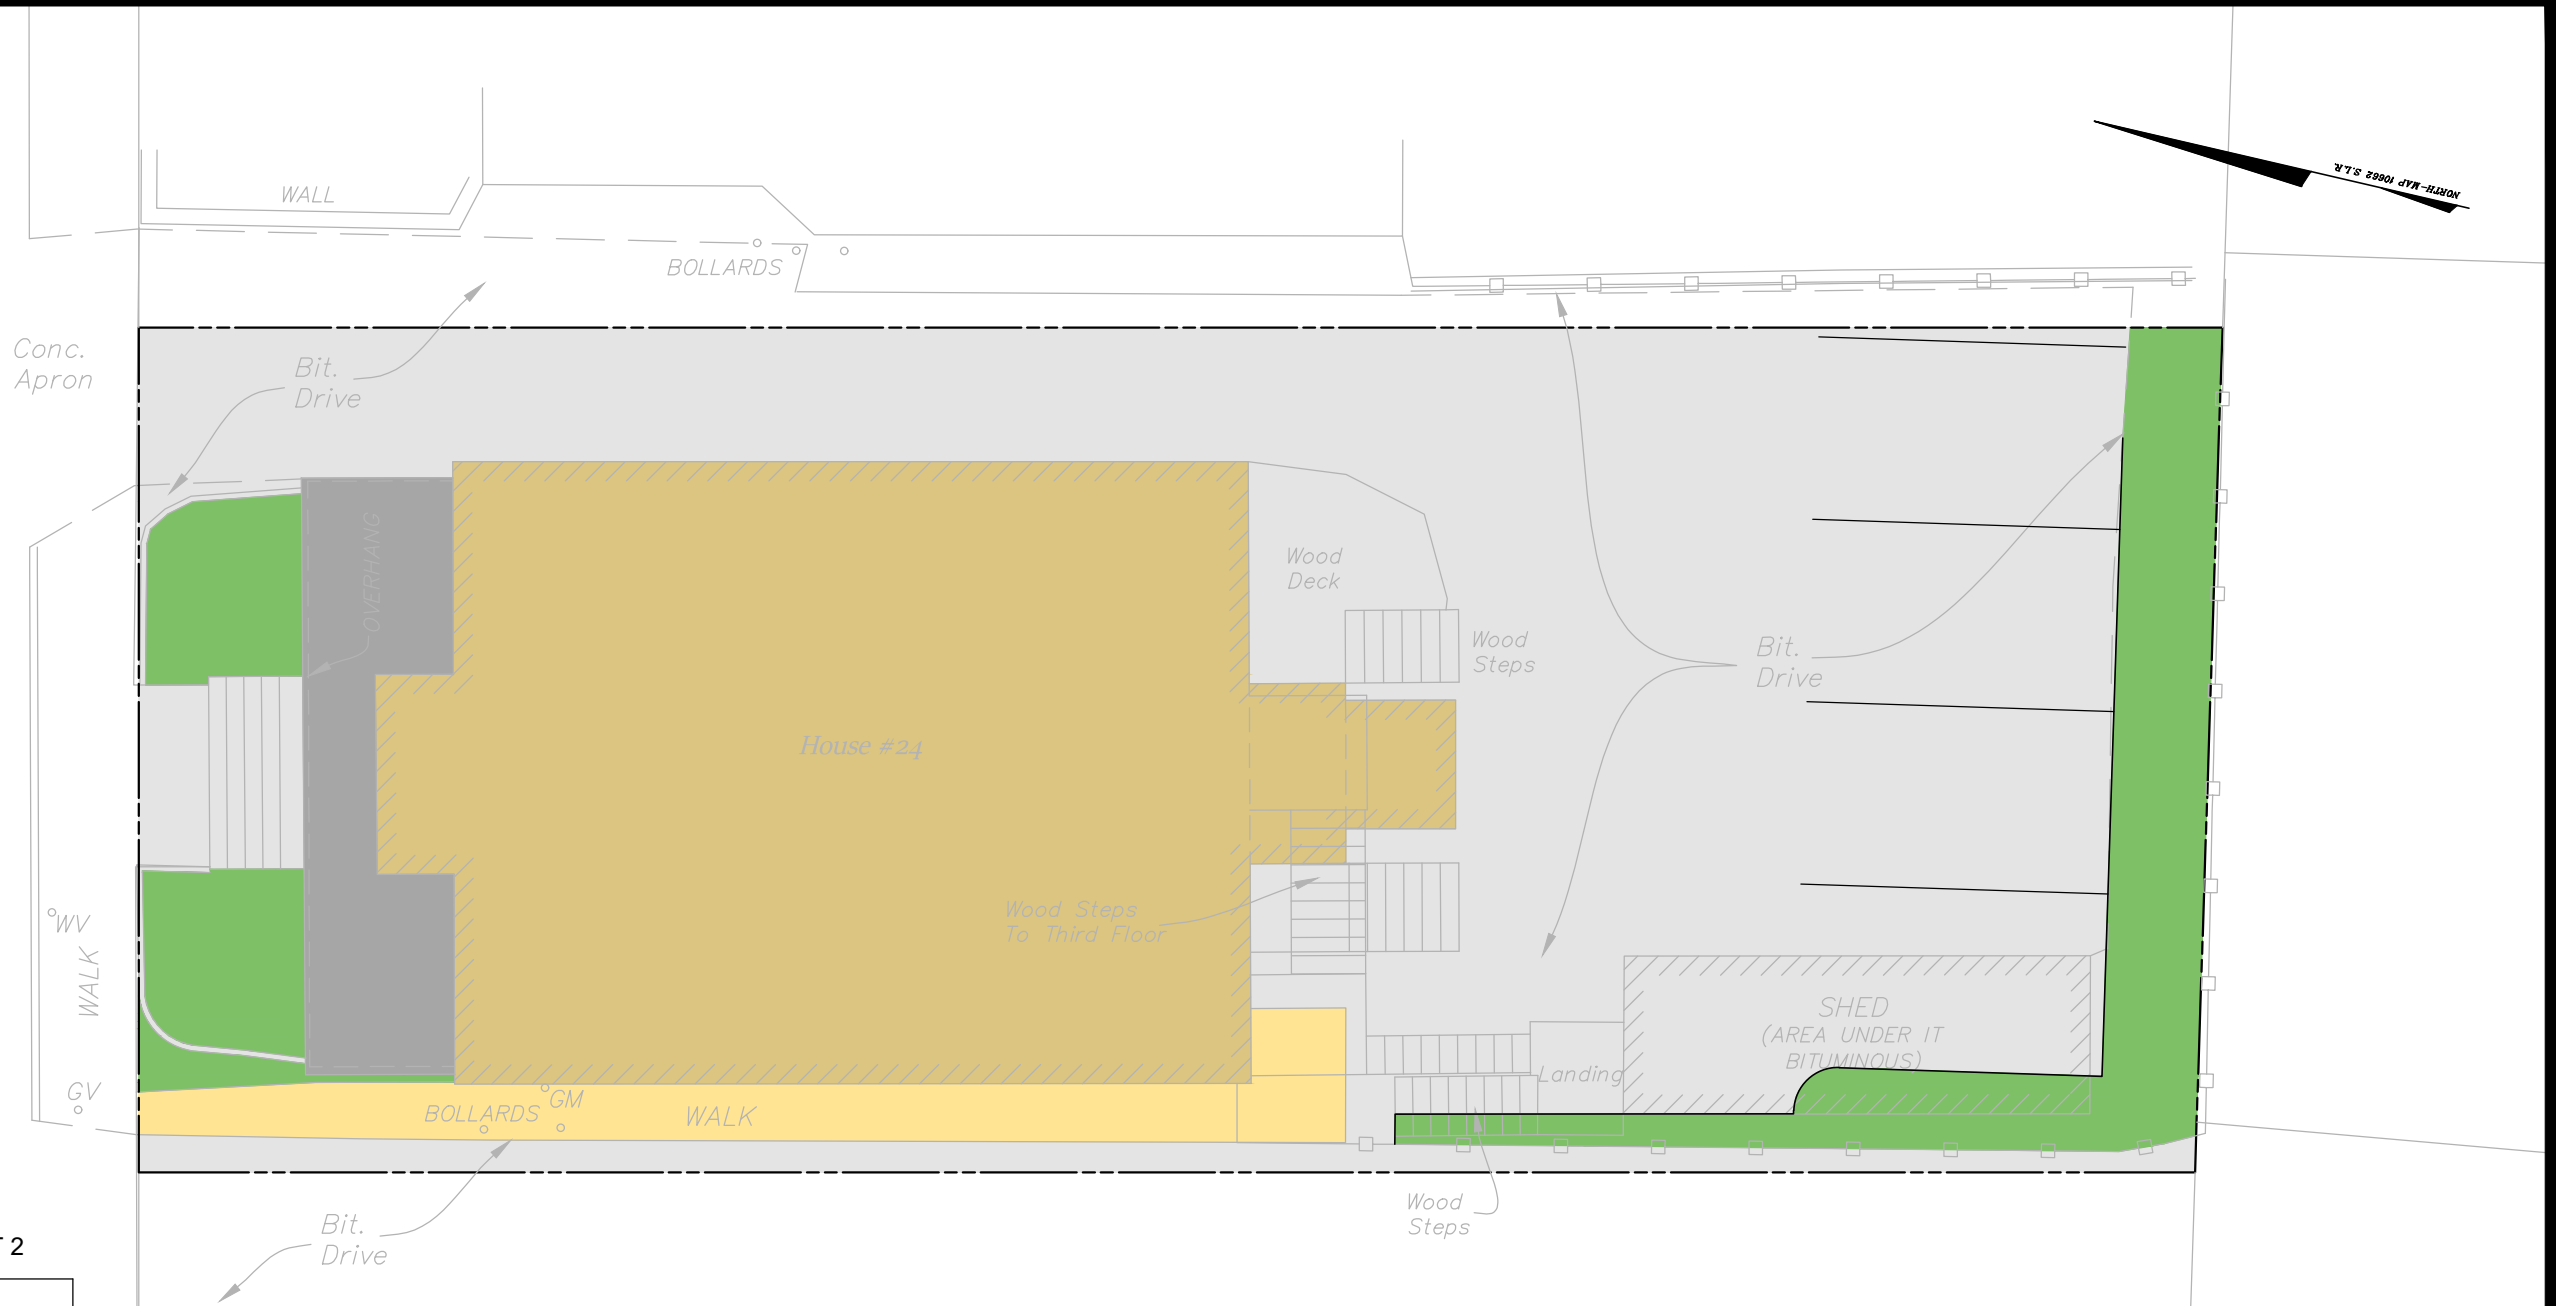 WALL
NORTH-MAP 10662 S.L.R.
BOLLARDS
Conc.
Apron
Bit.
Drive
OVERHANG
Wood
Deck
Wood
Steps
Bit.
Drive
House #24
Wood Steps
To Third Floor
WV
WALK
SHED
(AREA UNDER IT
BITUMINOUS)
Landing
GV
GM
BOLLARDS
WALK
Wood
Steps
Bit.
Drive
2